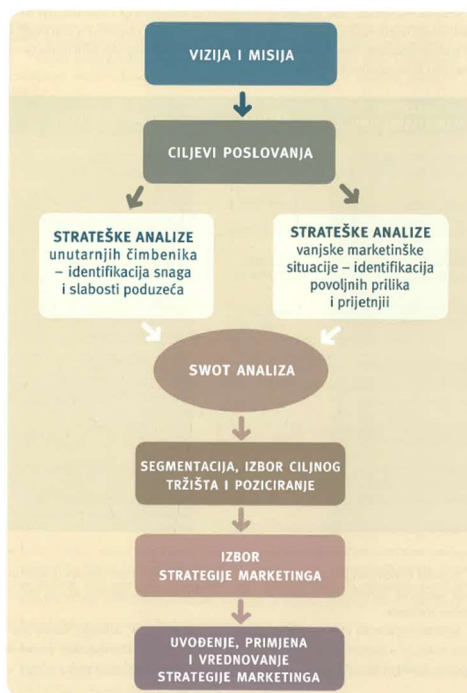 VIZIJA I MISIJA
CILJEVI POSLOVANJA
STRATEŠKE ANALIZE
unutarnjih čimbenika
– identifikacija snaga
i slabosti poduzeća
STRATEŠKE ANALIZE
vanjske marketinške
situacije – identifikacija
povoljnih prilika
i prijetnjii
SWOT ANALIZA
SEGMENTACIJA, IZBOR CILJNOG
TRŽIŠTA I POZICIRANJE
IZBOR
STRATEGIJE MARKETINGA
UVOĐENJE, PRIMJENA
I VREDNOVANJE
STRATEGIJE MARKETINGA